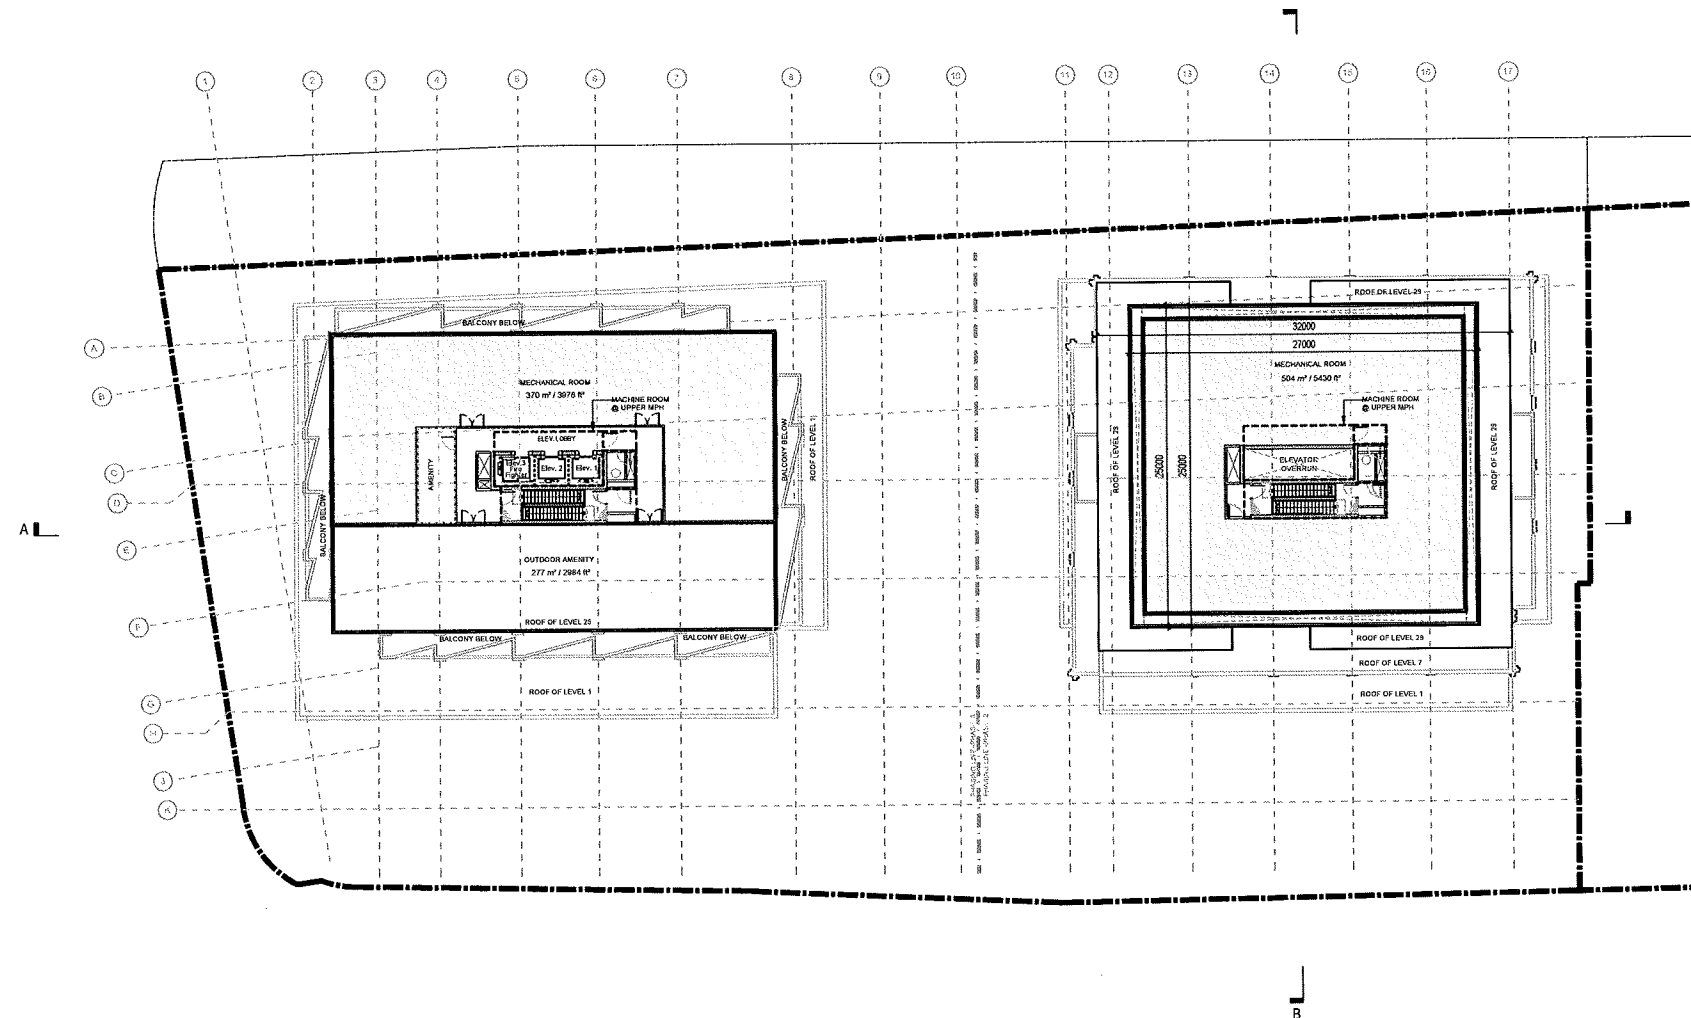 1
2
3
4
5
6
7
8
9
10
11
12
13
14
15
16
17
A
B
C
D
E
F
G
H
J
K
A
B
BALCONY BELOW
MECHANICAL ROOM
370 m² / 3976 ft²
MACHINE ROOM
@ UPPER MPH
ELEV. LOBBY
AMENITY
Elev.3
Fire
Fighter
Elev. 2
Elev. 1
BALCONY BELOW
BALCONY BELOW
ROOF OF LEVEL 1
OUTDOOR AMENITY
277 m² / 2984 ft²
ROOF OF LEVEL 25
BALCONY BELOW
BALCONY BELOW
ROOF OF LEVEL 1
ROOF OF LEVEL 29
32000
27000
MECHANICAL ROOM
504 m² / 5430 ft²
MACHINE ROOM
@ UPPER MPH
ROOF OF LEVEL 29
25000
25000
ELEVATOR
OVERRUN
ROOF OF LEVEL 29
ROOF OF LEVEL 29
ROOF OF LEVEL 7
ROOF OF LEVEL 1